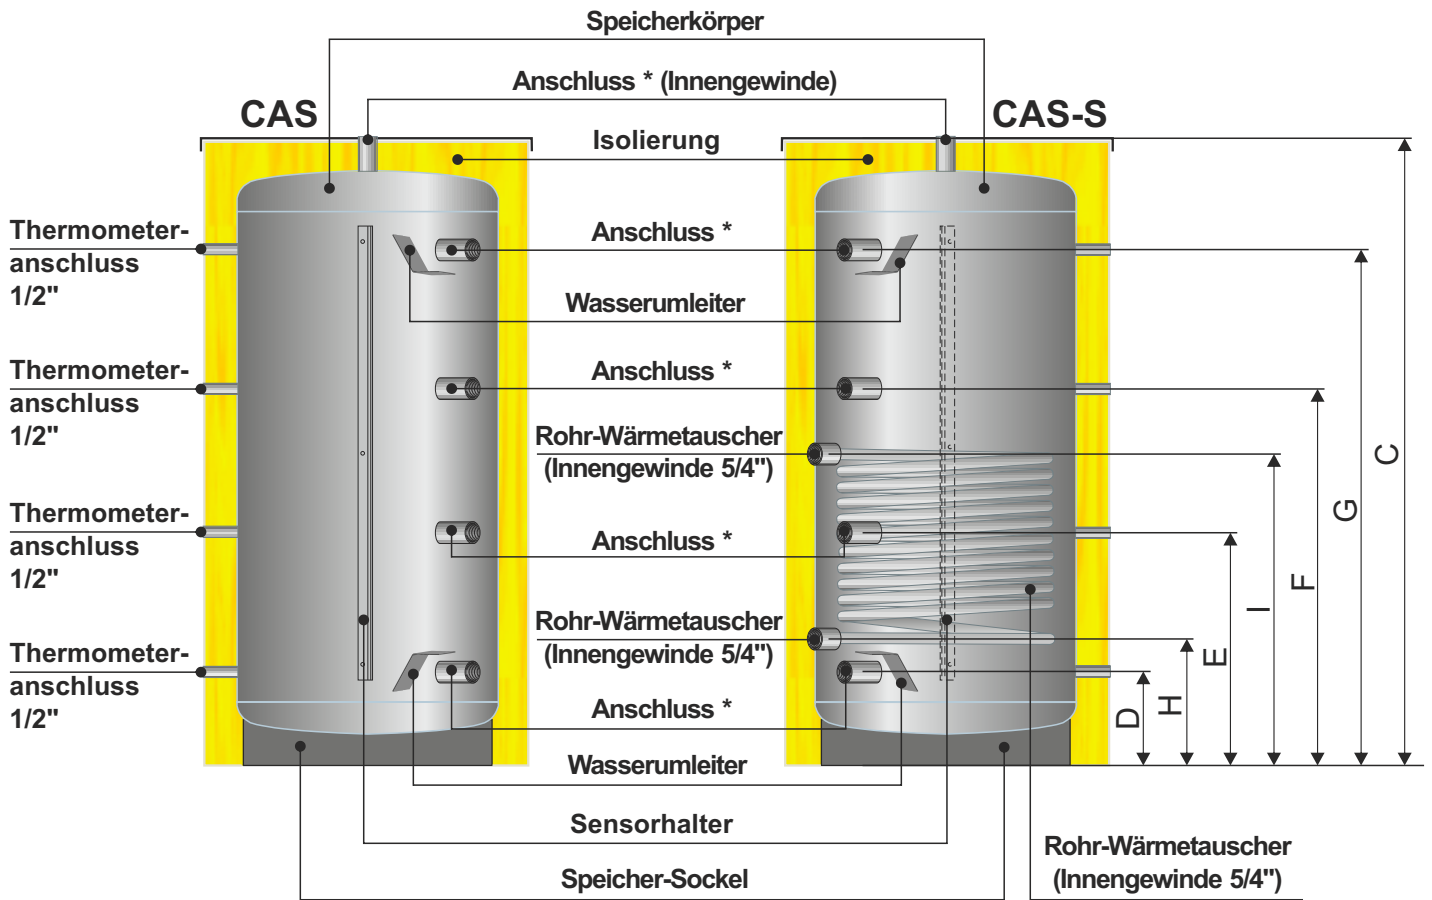 Speicherkörper
Anschluss * (Innengewinde)
CAS
CAS-S
Isolierung
Thermometer-
anschluss
1/2"
Anschluss *
Wasserumleiter
Thermometer-
anschluss
1/2"
Anschluss *
Rohr-Wärmetauscher
(Innengewinde 5/4")
Thermometer-
anschluss
1/2"
Anschluss *
Rohr-Wärmetauscher
(Innengewinde 5/4")
Thermometer-
anschluss
1/2"
Anschluss *
Wasserumleiter
Sensorhalter
Speicher-Sockel
Rohr-Wärmetauscher
(Innengewinde 5/4")
D
H
E
I
F
G
C